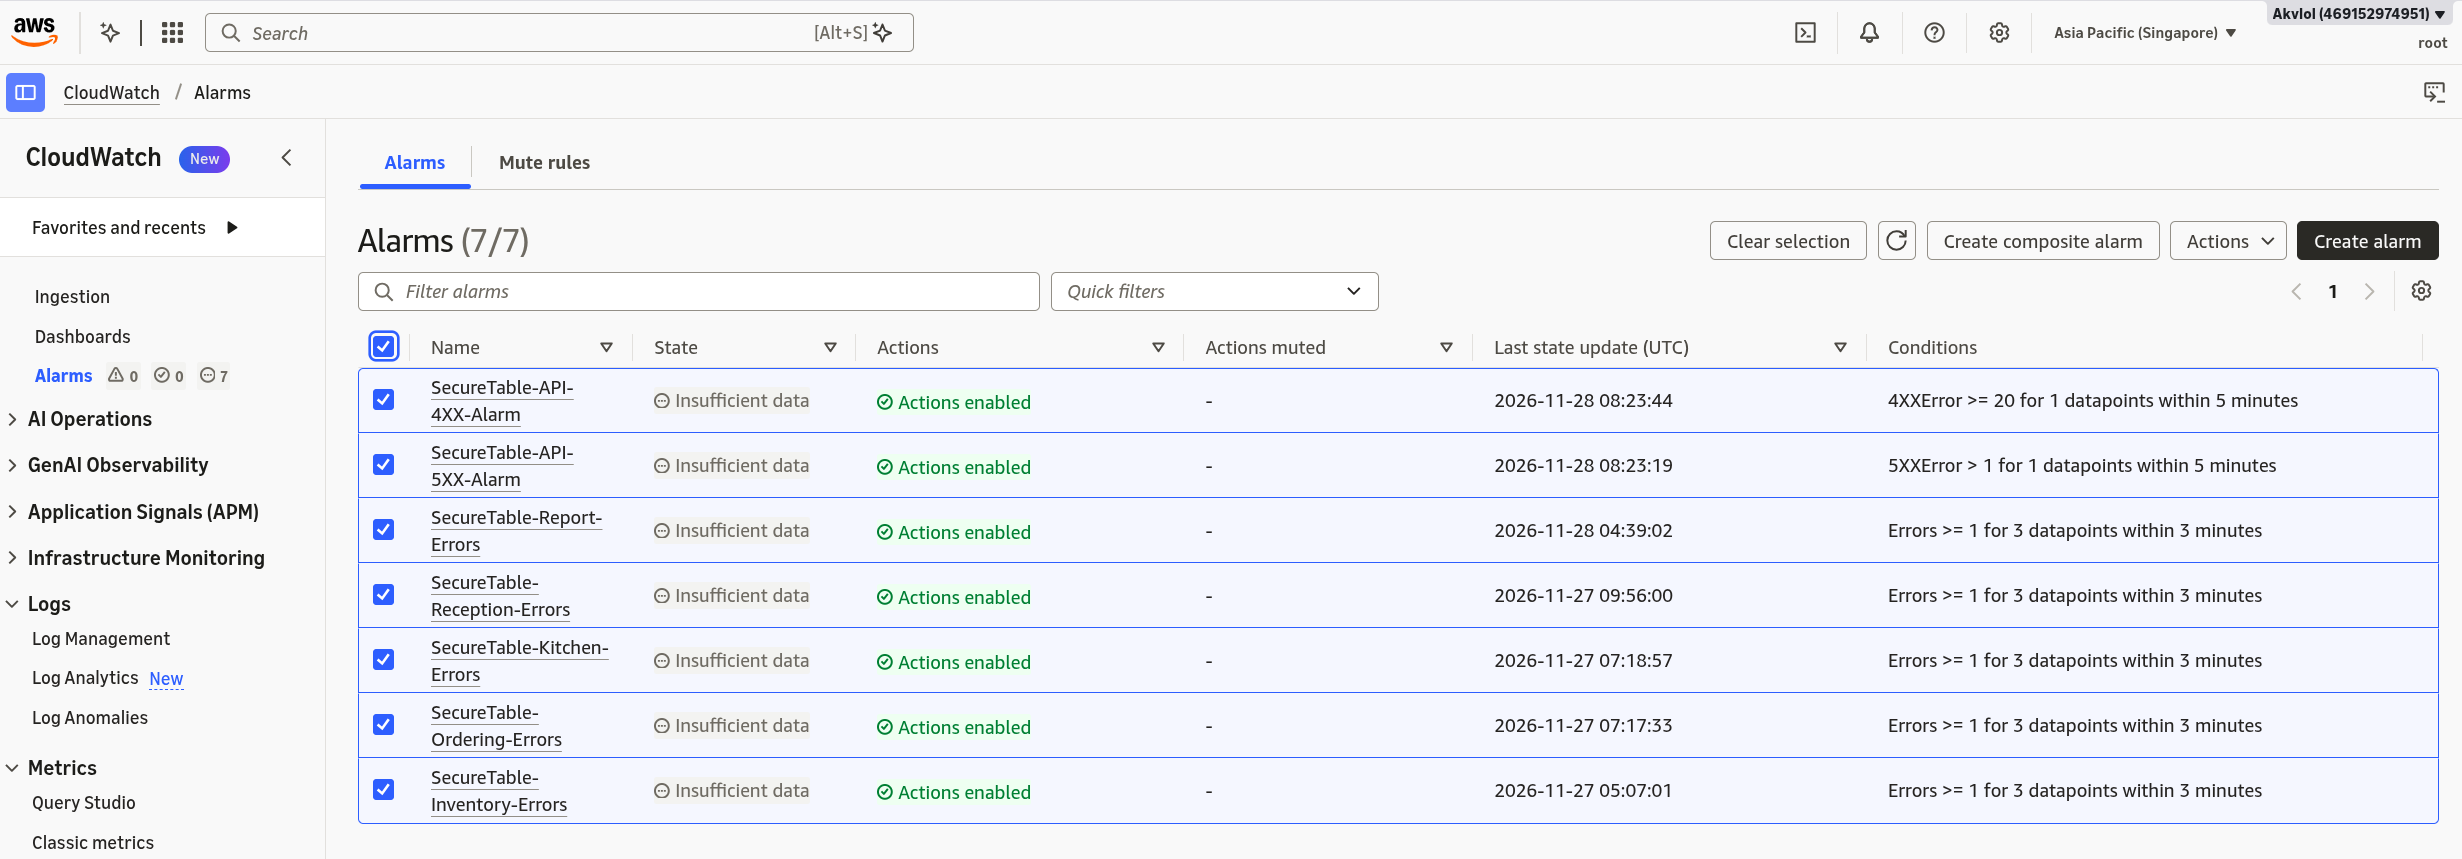 aws
Search
[Alt+S]
Asia Pacific (Singapore)
Akvlol (469152974951)
root
CloudWatch / Alarms
CloudWatch New
Favorites and recents
Ingestion
Dashboards
Alarms 0 0 7
AI Operations
GenAI Observability
Application Signals (APM)
Infrastructure Monitoring
Logs
Log Management
Log Analytics New
Log Anomalies
Metrics
Query Studio
Classic metrics
Alarms
Mute rules
Alarms (7/7)
Clear selection
Create composite alarm
Actions
Create alarm
Filter alarms
Quick filters
1
Name State Actions Actions muted Last state update (UTC) Conditions
SecureTable-API-
4XX-Alarm
Insufficient data Actions enabled - 2026-11-28 08:23:44 4XXError >= 20 for 1 datapoints within 5 minutes
SecureTable-API-
5XX-Alarm
Insufficient data Actions enabled - 2026-11-28 08:23:19 5XXError > 1 for 1 datapoints within 5 minutes
SecureTable-Report-
Errors
Insufficient data Actions enabled - 2026-11-28 04:39:02 Errors >= 1 for 3 datapoints within 3 minutes
SecureTable-
Reception-Errors
Insufficient data Actions enabled - 2026-11-27 09:56:00 Errors >= 1 for 3 datapoints within 3 minutes
SecureTable-Kitchen-
Errors
Insufficient data Actions enabled - 2026-11-27 07:18:57 Errors >= 1 for 3 datapoints within 3 minutes
SecureTable-
Ordering-Errors
Insufficient data Actions enabled - 2026-11-27 07:17:33 Errors >= 1 for 3 datapoints within 3 minutes
SecureTable-
Inventory-Errors
Insufficient data Actions enabled - 2026-11-27 05:07:01 Errors >= 1 for 3 datapoints within 3 minutes